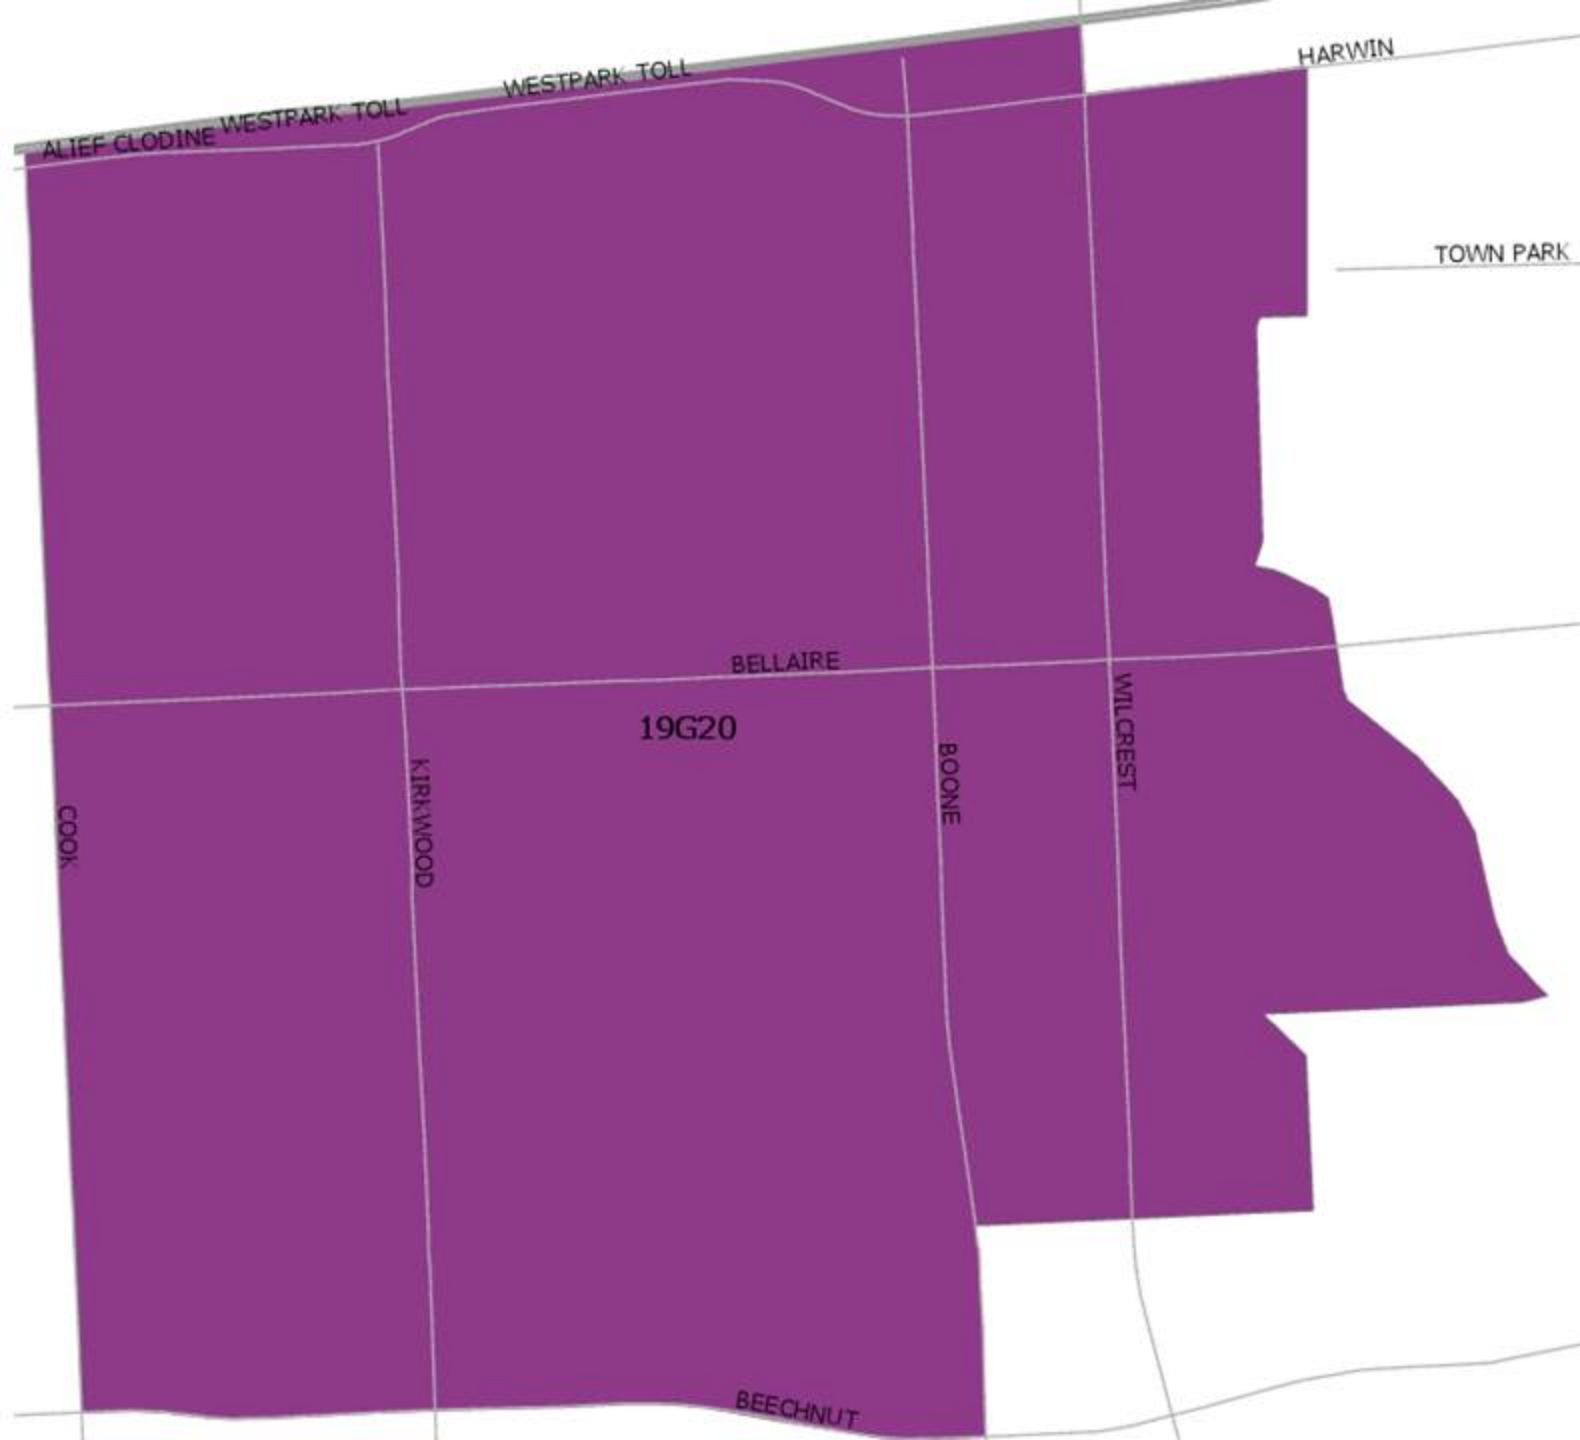 HARWIN
WESTPARK TOLL
WESTPARK TOLL
ALIEF CLODINE
TOWN PARK
BELLAIRE
19G20
WILCREST
BOONE
KIRKWOOD
COOK
BEECHNUT